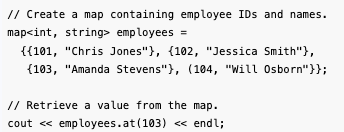 // Create a map containing employee IDs and names.
map<int, string> employees =
{{101, "Chris Jones"}, {102, "Jessica Smith"},
{103, "Amanda Stevens"}, (104, "Will Osborn"}};
// Retrieve a value from the map.
cout << employees.at(103) << endl;